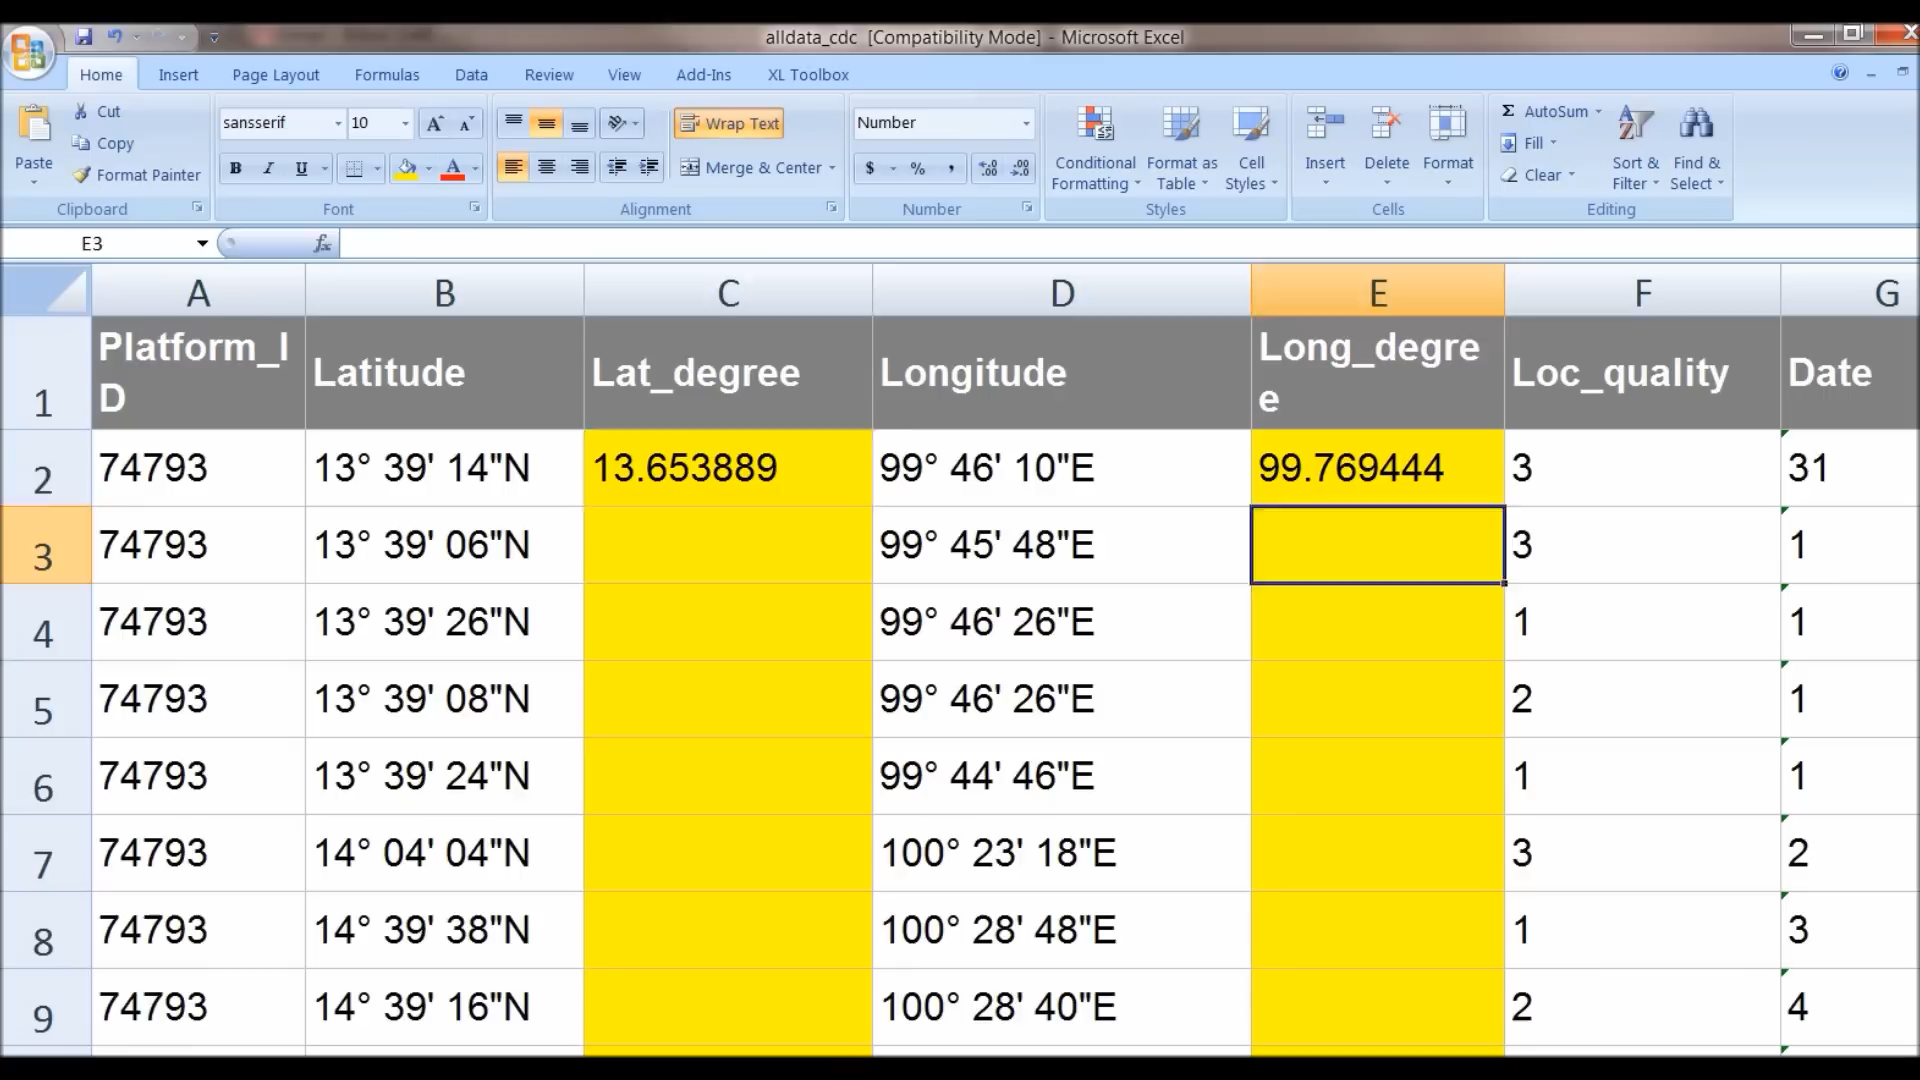 alldata_cdc [Compatibility Mode] - Microsoft Excel
Home Insert Page Layout Formulas Data Review View Add-Ins XL Toolbox
Paste
Cut
Copy
Format Painter
Clipboard
sansserif 10
B I U A
Font
Wrap Text
Merge & Center
Alignment
Number
$ % ,
Number
Conditional Formatting
Format as Table
Cell Styles
Styles
Insert Delete Format
Cells
Σ AutoSum
Fill
Clear
Sort & Filter
Find & Select
Editing
E3 fx
A B C D E F G
1 Platform_ID Latitude Lat_degree Longitude Long_degree Loc_quality Date
2 74793 13° 39' 14"N 13.653889 99° 46' 10"E 99.769444 3 31
3 74793 13° 39' 06"N 99° 45' 48"E 3 1
4 74793 13° 39' 26"N 99° 46' 26"E 1 1
5 74793 13° 39' 08"N 99° 46' 26"E 2 1
6 74793 13° 39' 24"N 99° 44' 46"E 1 1
7 74793 14° 04' 04"N 100° 23' 18"E 3 2
8 74793 14° 39' 38"N 100° 28' 48"E 1 3
9 74793 14° 39' 16"N 100° 28' 40"E 2 4